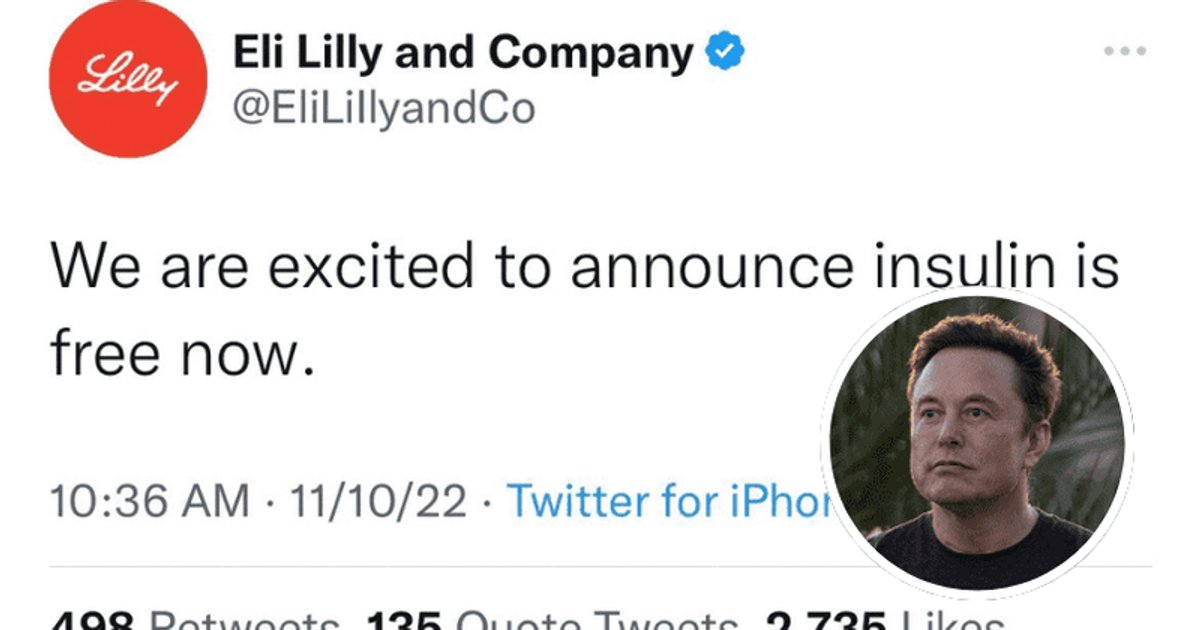 Lilly
Eli Lilly and Company
@EliLillyandCo
We are excited to announce insulin is
free now.
10:36 AM · 11/10/22 · Twitter for iPhon
498 Retweets 135 Quote Tweets 2,735 Likes